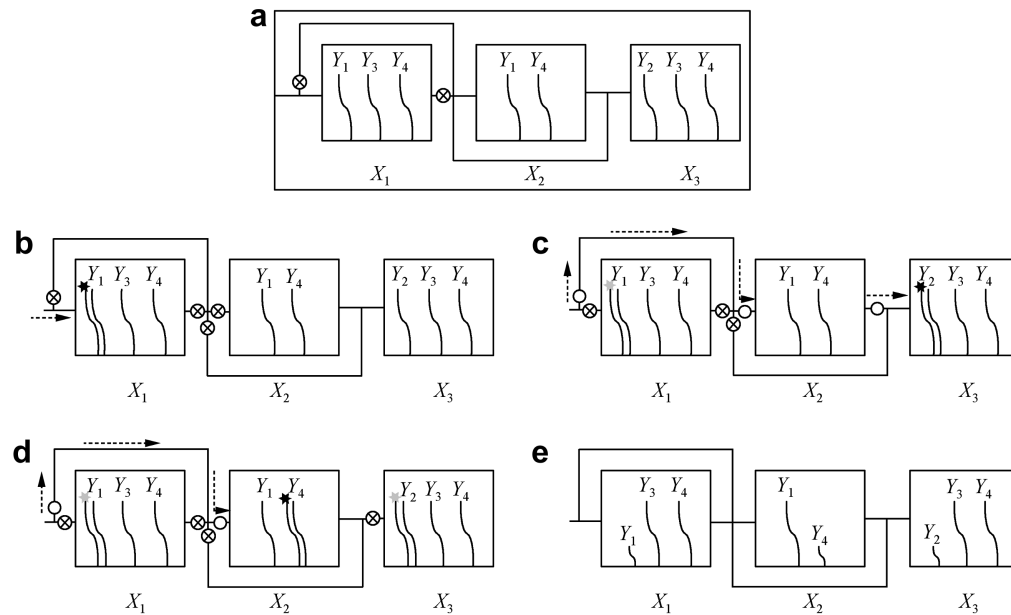 a
Y₁ Y₃ Y₄ Y₁ Y₄ Y₂ Y₃ Y₄
X₁ X₂ X₃
b
Y₁ Y₃ Y₄ Y₁ Y₄ Y₂ Y₃ Y₄
X₁ X₂ X₃
c
Y₁ Y₃ Y₄ Y₁ Y₄ Y₂ Y₃ Y₄
X₁ X₂ X₃
d
Y₁ Y₃ Y₄ Y₁ Y₄ Y₂ Y₃ Y₄
X₁ X₂ X₃
e
Y₃ Y₄ Y₁ Y₃ Y₄
Y₁ Y₄ Y₂
X₁ X₂ X₃